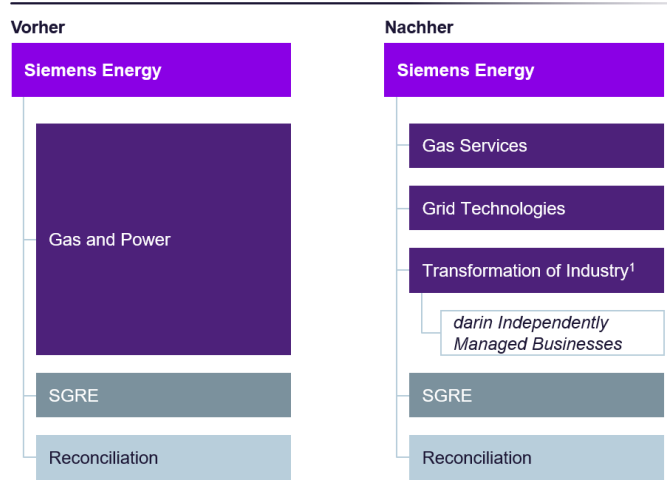 Vorher
Siemens Energy
Gas and Power
SGRE
Reconciliation
Nachher
Siemens Energy
Gas Services
Grid Technologies
Transformation of Industry¹
darin Independently
Managed Businesses
SGRE
Reconciliation